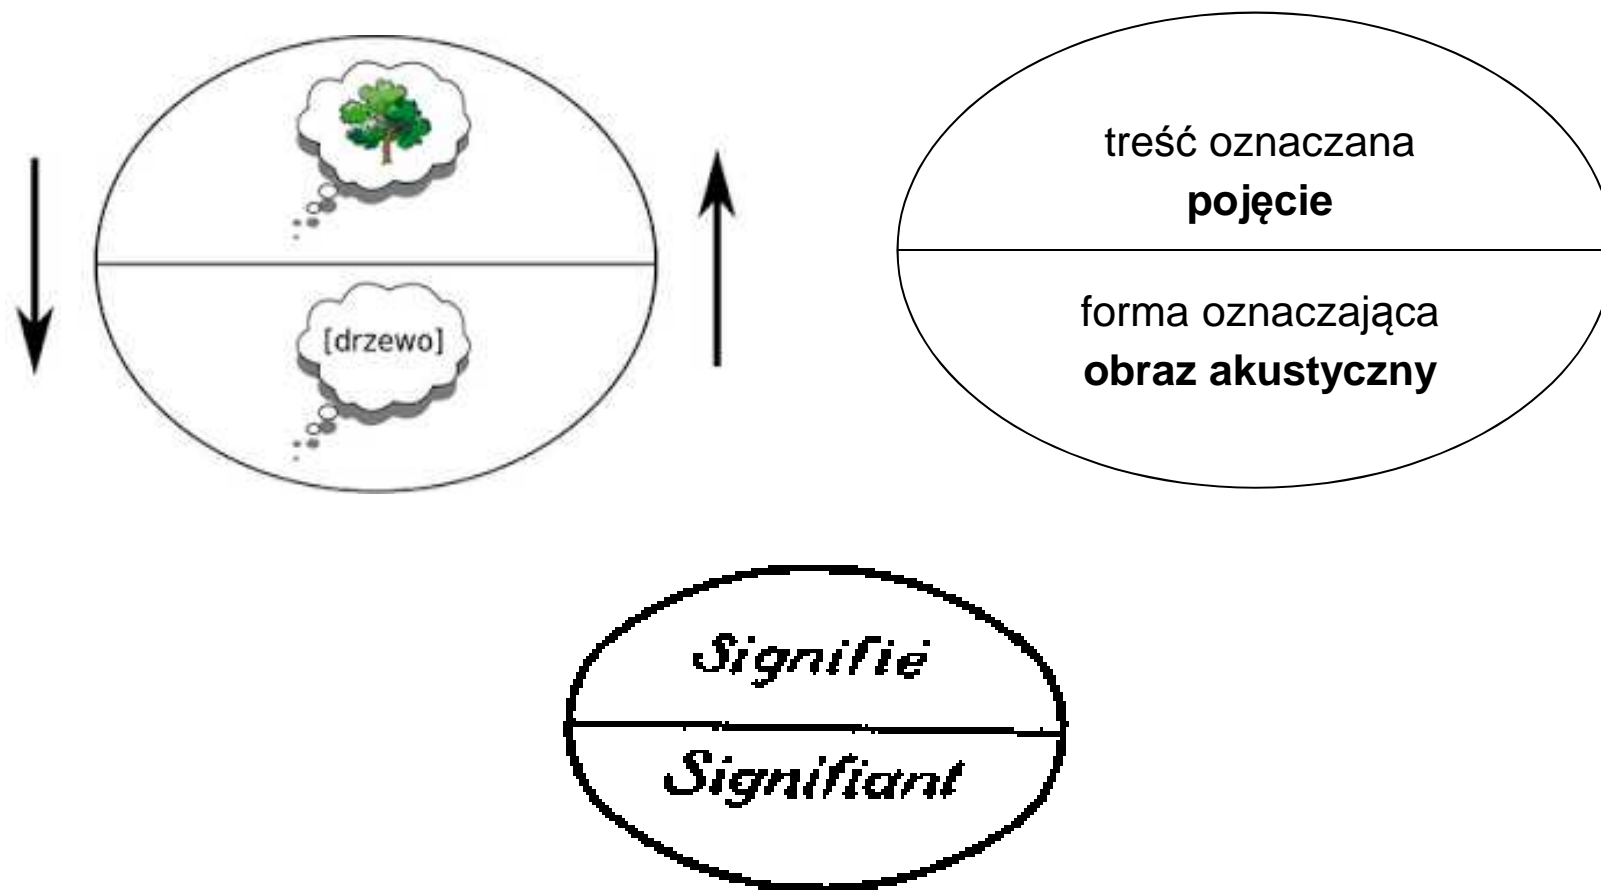 [drzewo]
treść oznaczana
pojęcie
forma oznaczająca
obraz akustyczny
Signifié
Signifiant